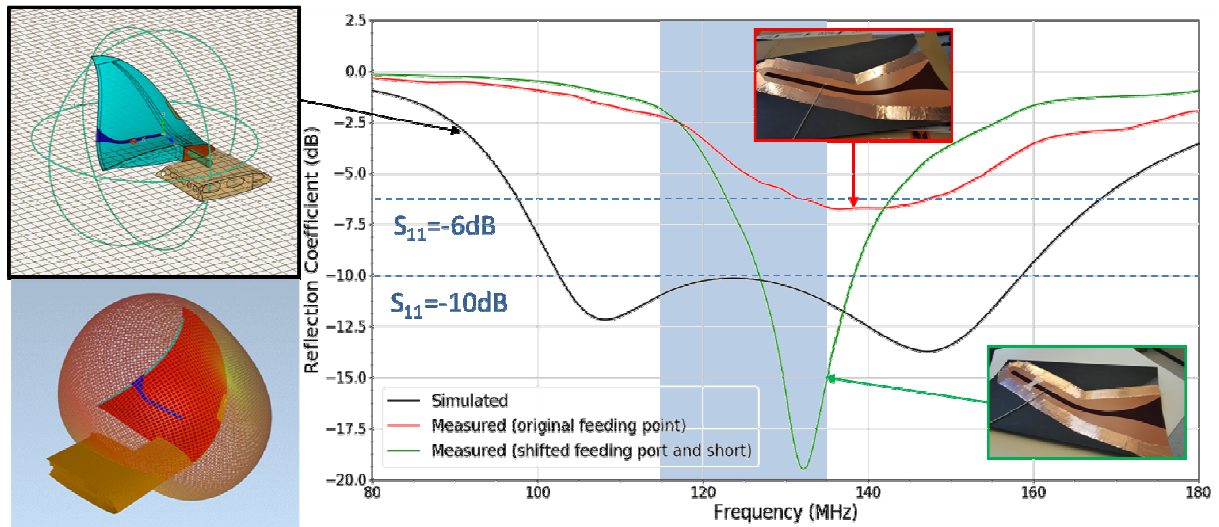 2.5
0.0
−2.5
−5.0
−7.5
−10.0
−12.5
−15.0
−17.5
−20.0
Reflection Coefficient (dB)
S11=-6dB
S11=-10dB
Simulated
Measured (original feeding point)
Measured (shifted feeding port and short)
80
100
120
140
160
180
Frequency (MHz)